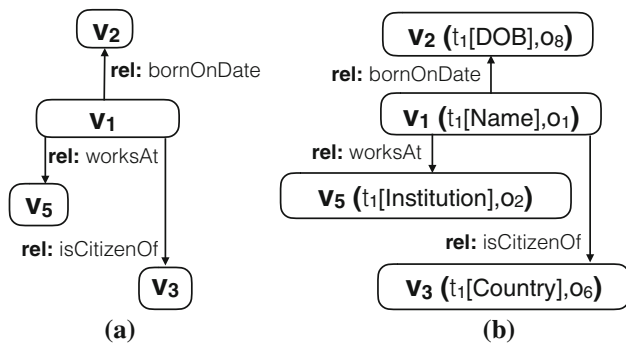 v2
rel: bornOnDate
v1
rel: worksAt
v5
rel: isCitizenOf
v3
(a)
v2 (t1[DOB],o8)
rel: bornOnDate
v1 (t1[Name],o1)
rel: worksAt
v5 (t1[Institution],o2)
rel: isCitizenOf
v3 (t1[Country],o6)
(b)